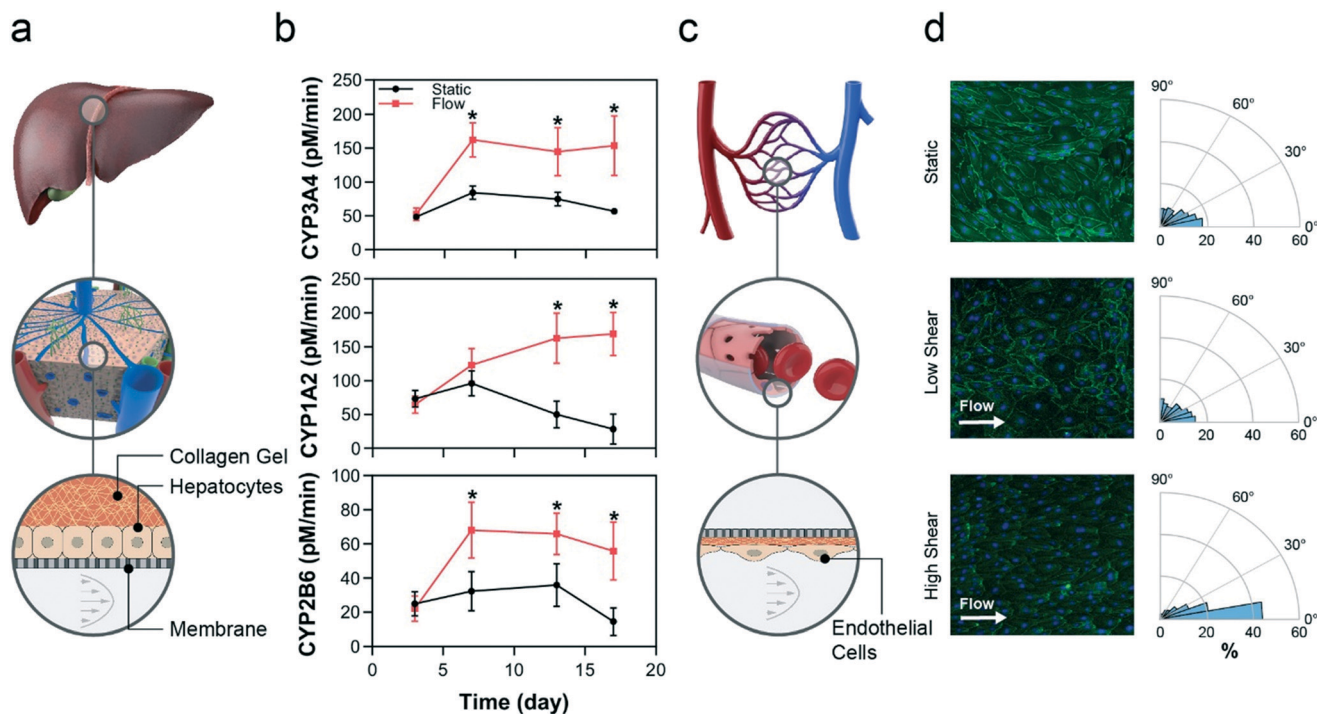 a
b
c
d
Collagen Gel
Hepatocytes
Membrane
CYP3A4 (pM/min)
250
200
150
100
50
0
Static
Flow
*
*
*
CYP1A2 (pM/min)
250
200
150
100
50
0
*
*
CYP2B6 (pM/min)
100
80
60
40
20
0
*
*
*
0
5
10
15
20
Time (day)
Endothelial
Cells
Static
90°
60°
30°
0°
0
20
40
60
Low Shear
Flow
90°
60°
30°
0°
0
20
40
60
High Shear
Flow
90°
60°
30°
0°
0
20
40
60
%